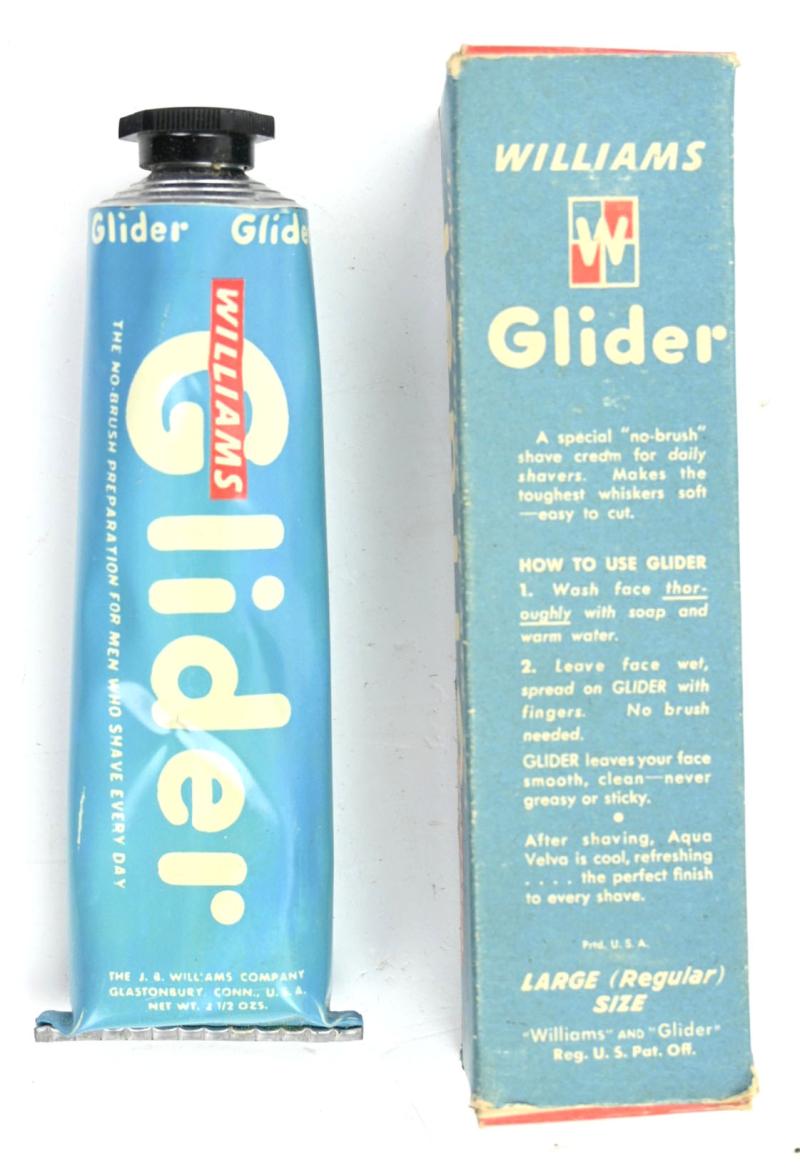 Glider Glide
WILLIAMS
Glider
THE NO-BRUSH PREPARATION FOR MEN WHO SHAVE EVERY DAY
THE J. B. WILLIAMS COMPANY
GLASTONBURY, CONN., U. S. A.
NET WT. 2 1/2 OZS.
WILLIAMS
W
Glider
A special "no-brush"
shave cream for daily
shavers. Makes the
toughest whiskers soft
—easy to cut.
HOW TO USE GLIDER
1. Wash face thor-
oughly with soap and
warm water.
2. Leave face wet,
spread on GLIDER with
fingers. No brush
needed.
GLIDER leaves your face
smooth, clean—never
greasy or sticky.
•
After shaving, Aqua
Velva is cool, refreshing
. . . . the perfect finish
to every shave.
Prtd. U. S. A.
LARGE (Regular)
SIZE
"Williams" AND "Glider"
Reg. U. S. Pat. Off.